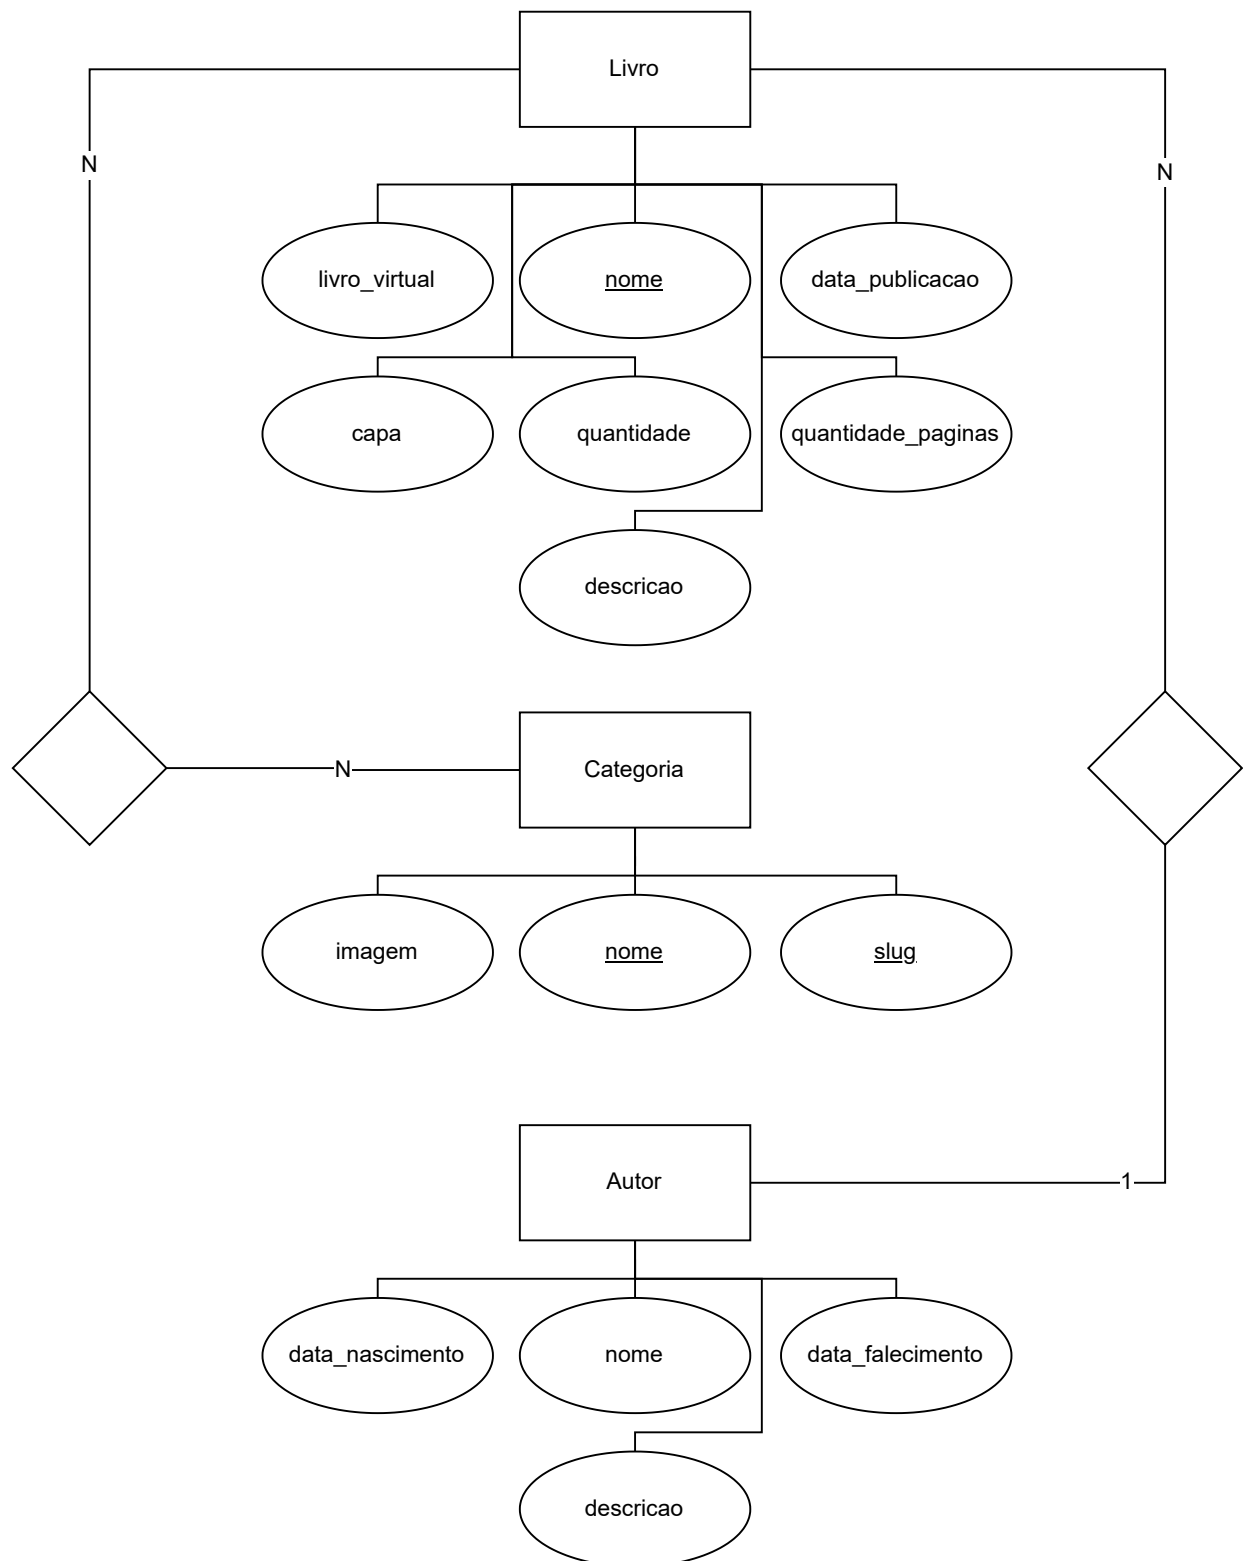 Livro
N
N
livro_virtual
nome
data_publicacao
capa
quantidade
quantidade_paginas
descricao
N
Categoria
imagem
nome
slug
Autor
1
data_nascimento
nome
data_falecimento
descricao